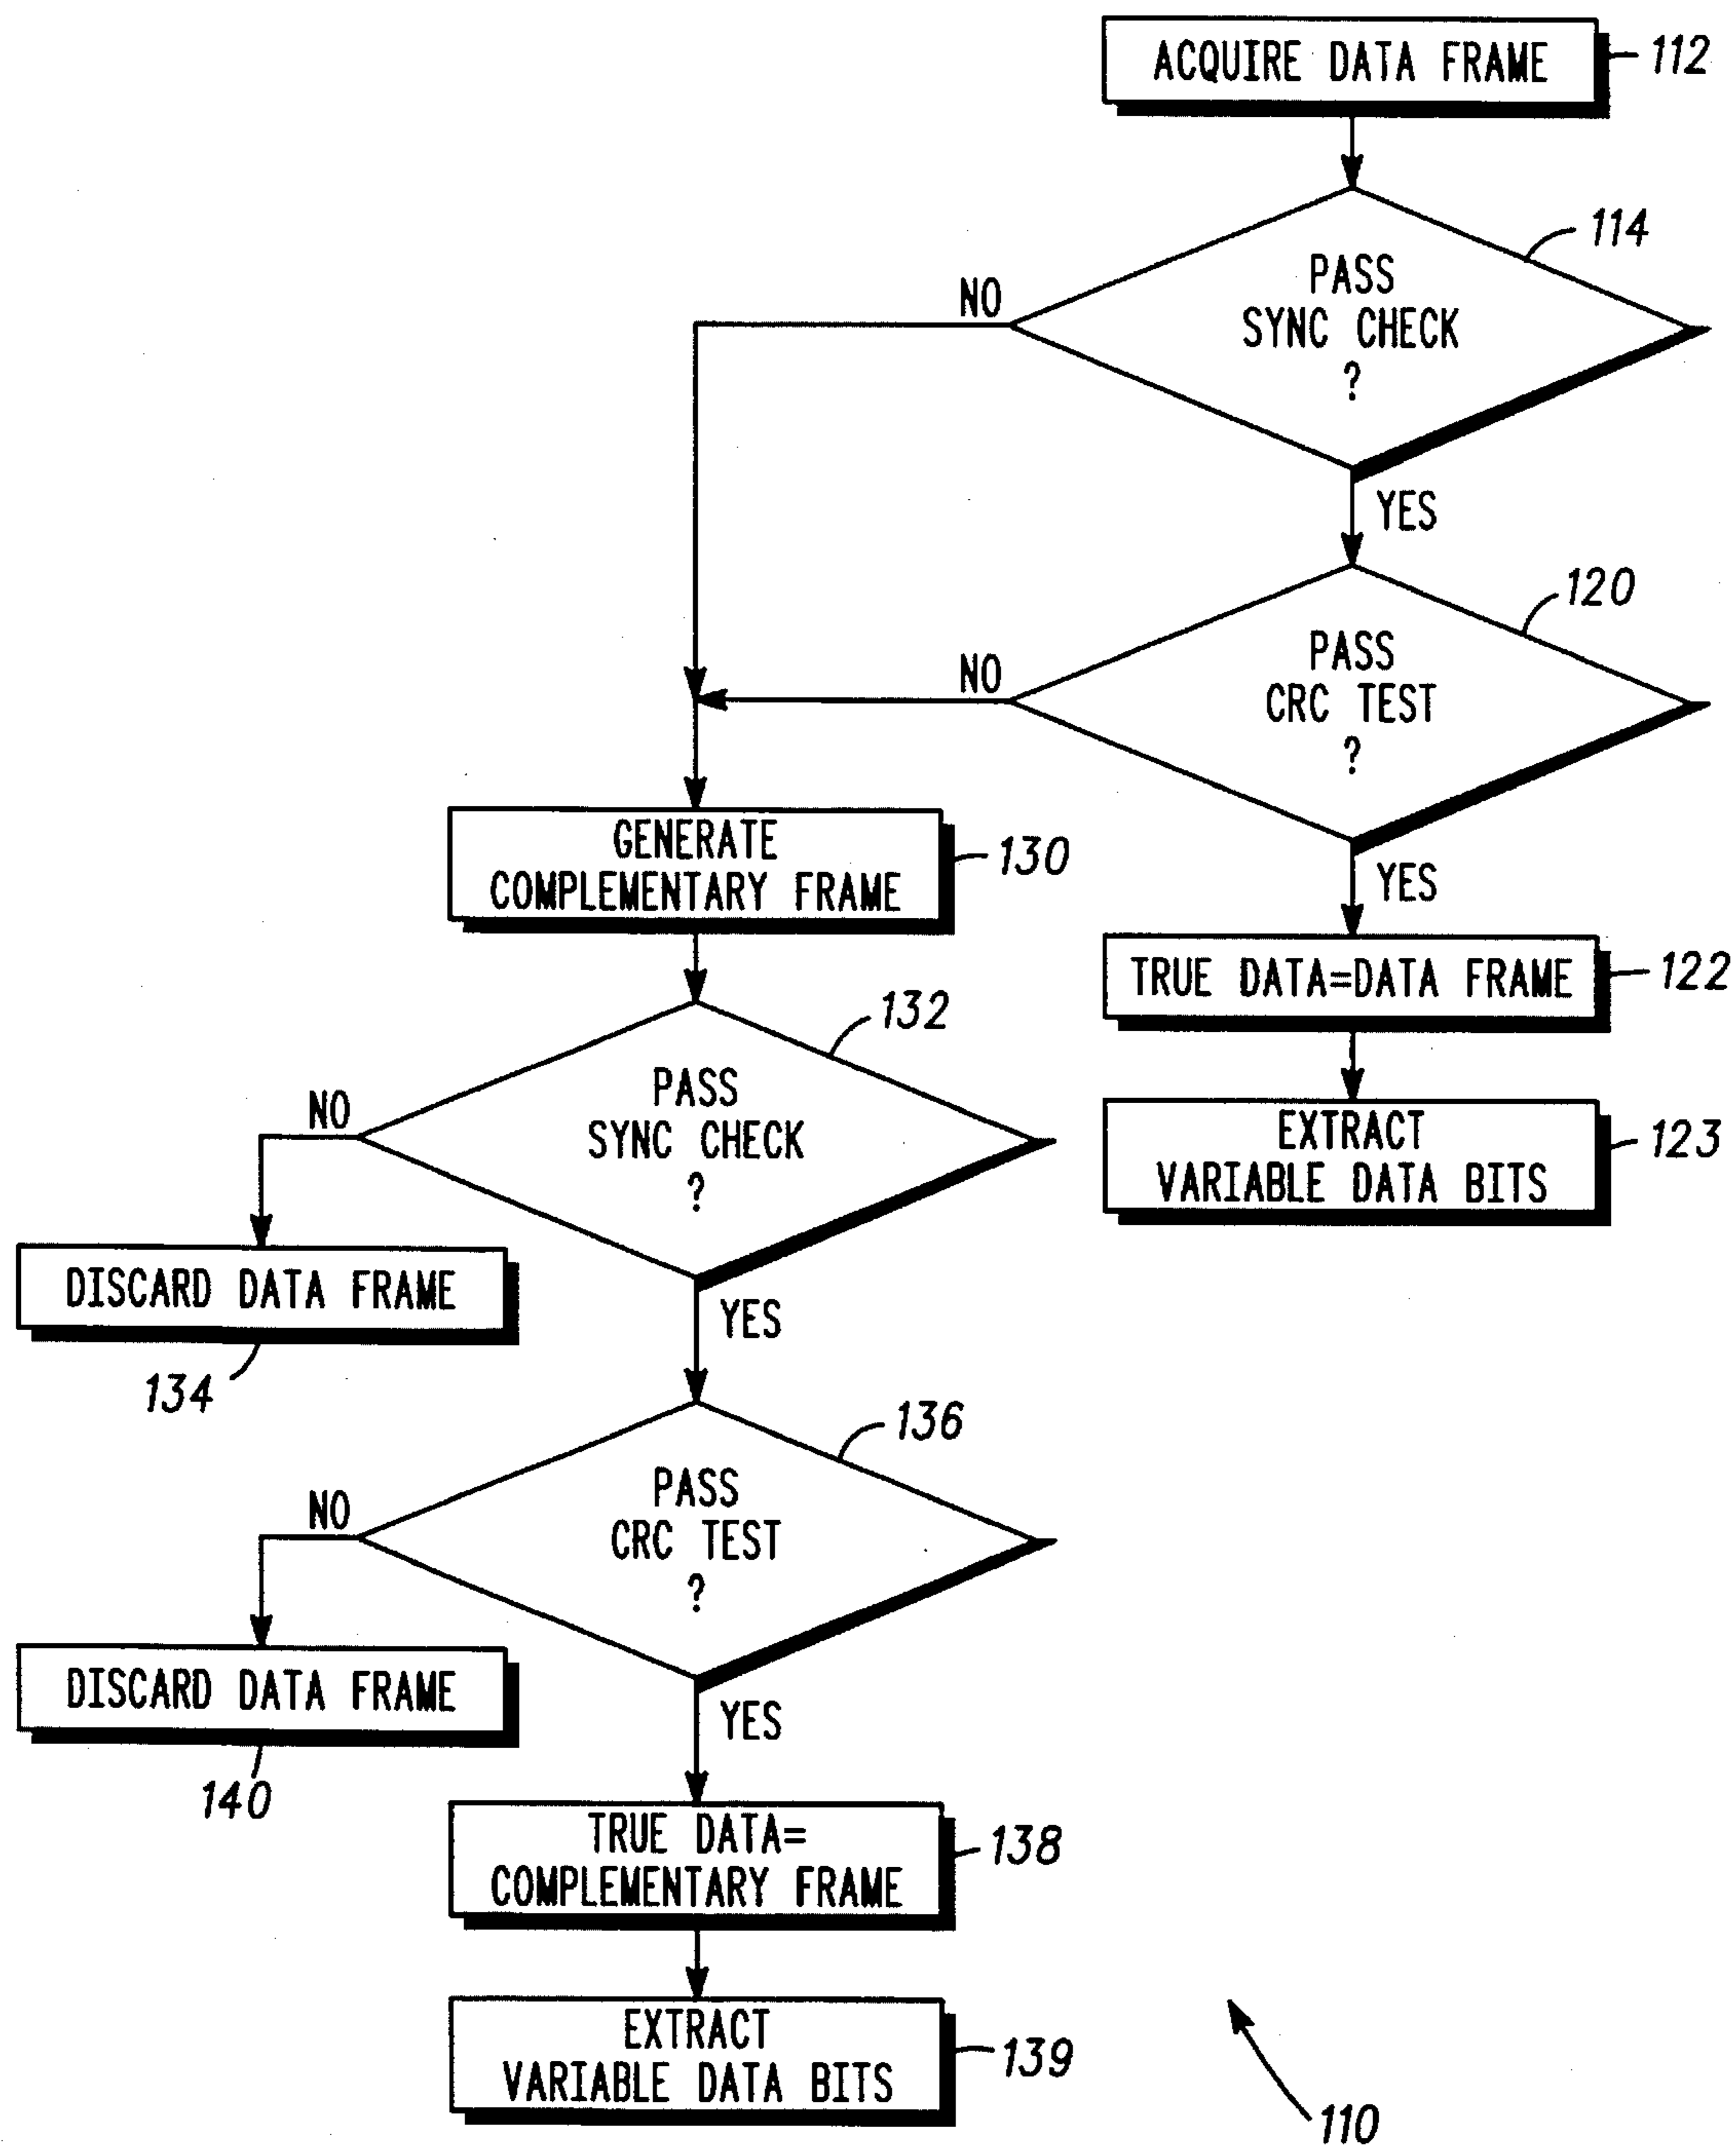 ACQUIRE DATA FRAME
112
114
PASS
SYNC CHECK
?
NO
YES
120
PASS
CRC TEST
?
NO
YES
GENERATE
COMPLEMENTARY FRAME
130
TRUE DATA=DATA FRAME
122
132
PASS
SYNC CHECK
?
NO
YES
EXTRACT
VARIABLE DATA BITS
123
DISCARD DATA FRAME
134
136
PASS
CRC TEST
?
NO
YES
DISCARD DATA FRAME
140
TRUE DATA=
COMPLEMENTARY FRAME
138
EXTRACT
VARIABLE DATA BITS
139
110